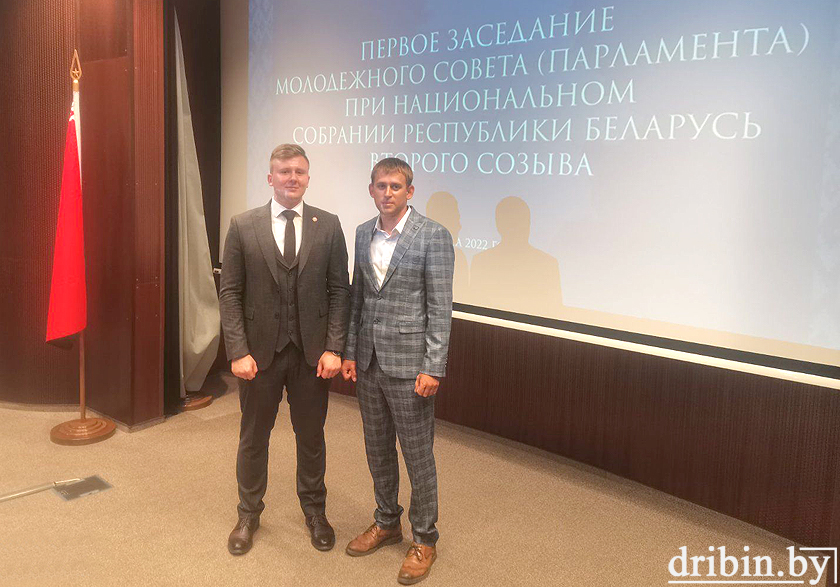 ПЕРВОЕ ЗАСЕДАНИЕ
МОЛОДЕЖНОГО СОВЕТА (ПАРЛАМЕНТА)
ПРИ НАЦИОНАЛЬНОМ
СОБРАНИИ РЕСПУБЛИКИ БЕЛАРУСЬ
ВТОРОГО СОЗЫВА
2022
dribin.by